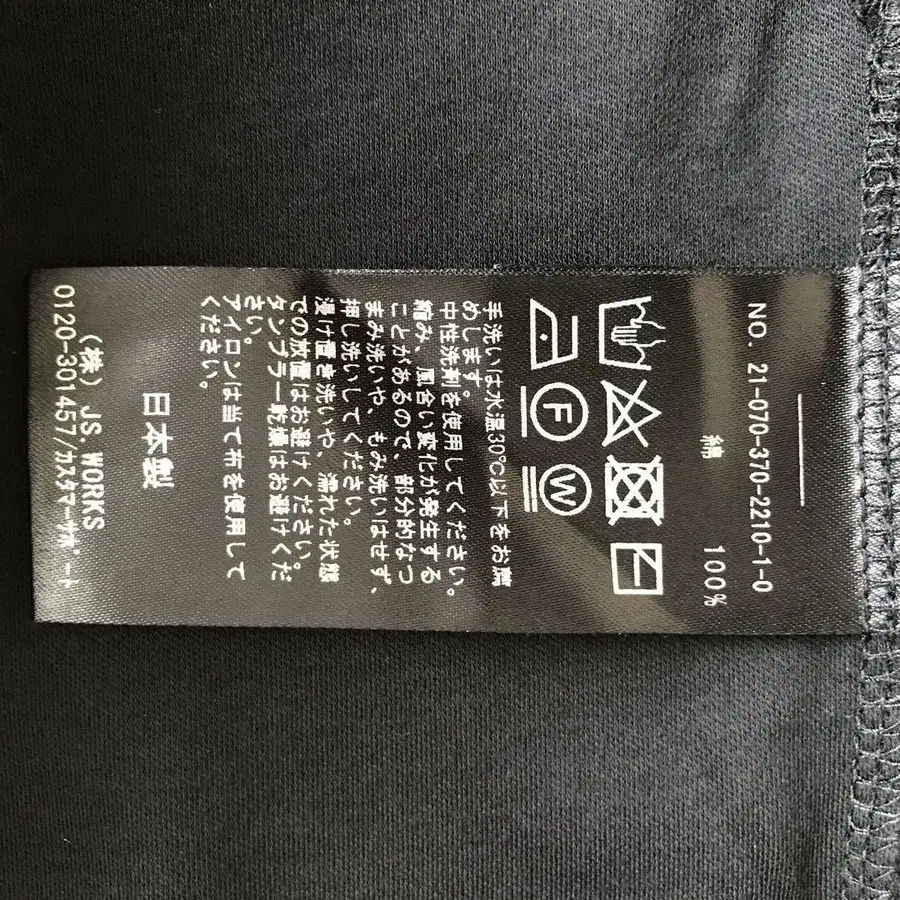 NO. 21-070-370-2210-1-0
綿 100%
F
W
手洗いは水温30℃以下をお薦
めします。
中性洗剤を使用してください。
縮み、風合い変化が発生する
ことがあるので、部分的なつ
まみ洗いや、もみ洗いはせず、
押し洗いしてください。
浸け置き洗いや、濡れた状態
での放置はお避けください。
タンブラー乾燥はお避けくだ
さい。
アイロンは当て布を使用して
ください。
日本製
(株) JS. WORKS
0120-301457/カスタマーサポート